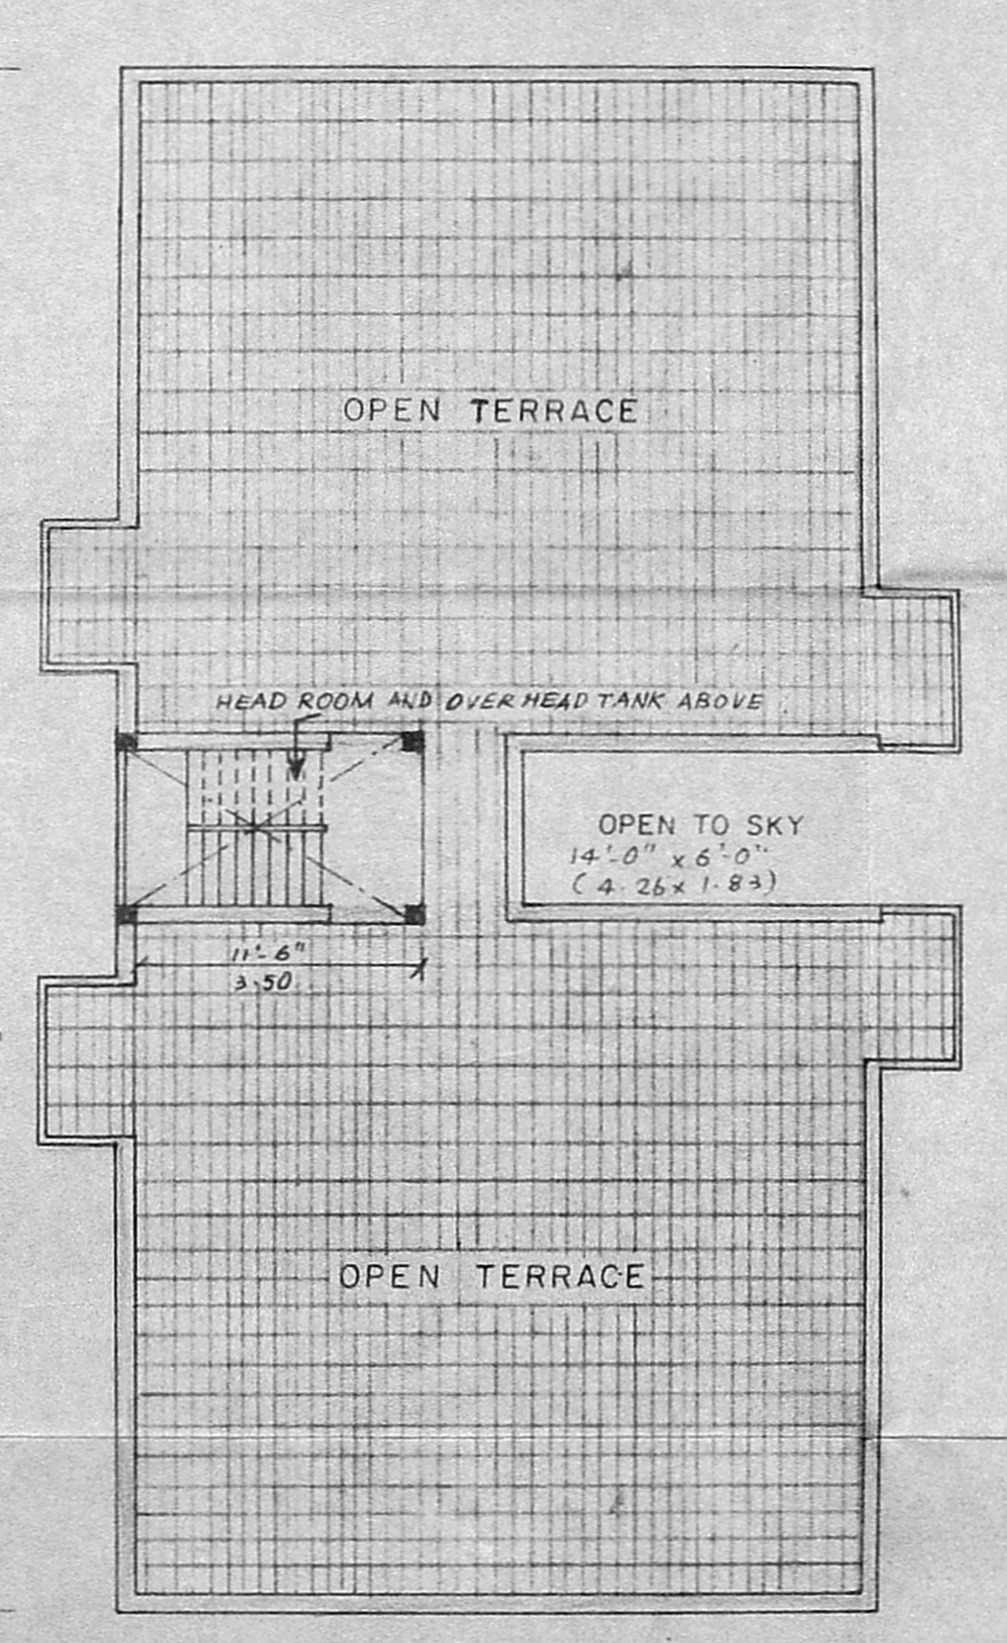 OPEN TERRACE
HEAD ROOM AND OVER HEAD TANK ABOVE
OPEN TO SKY
14'-0" x 6'-0"
(4.26 x 1.83)
11'-6"
3.50
OPEN TERRACE